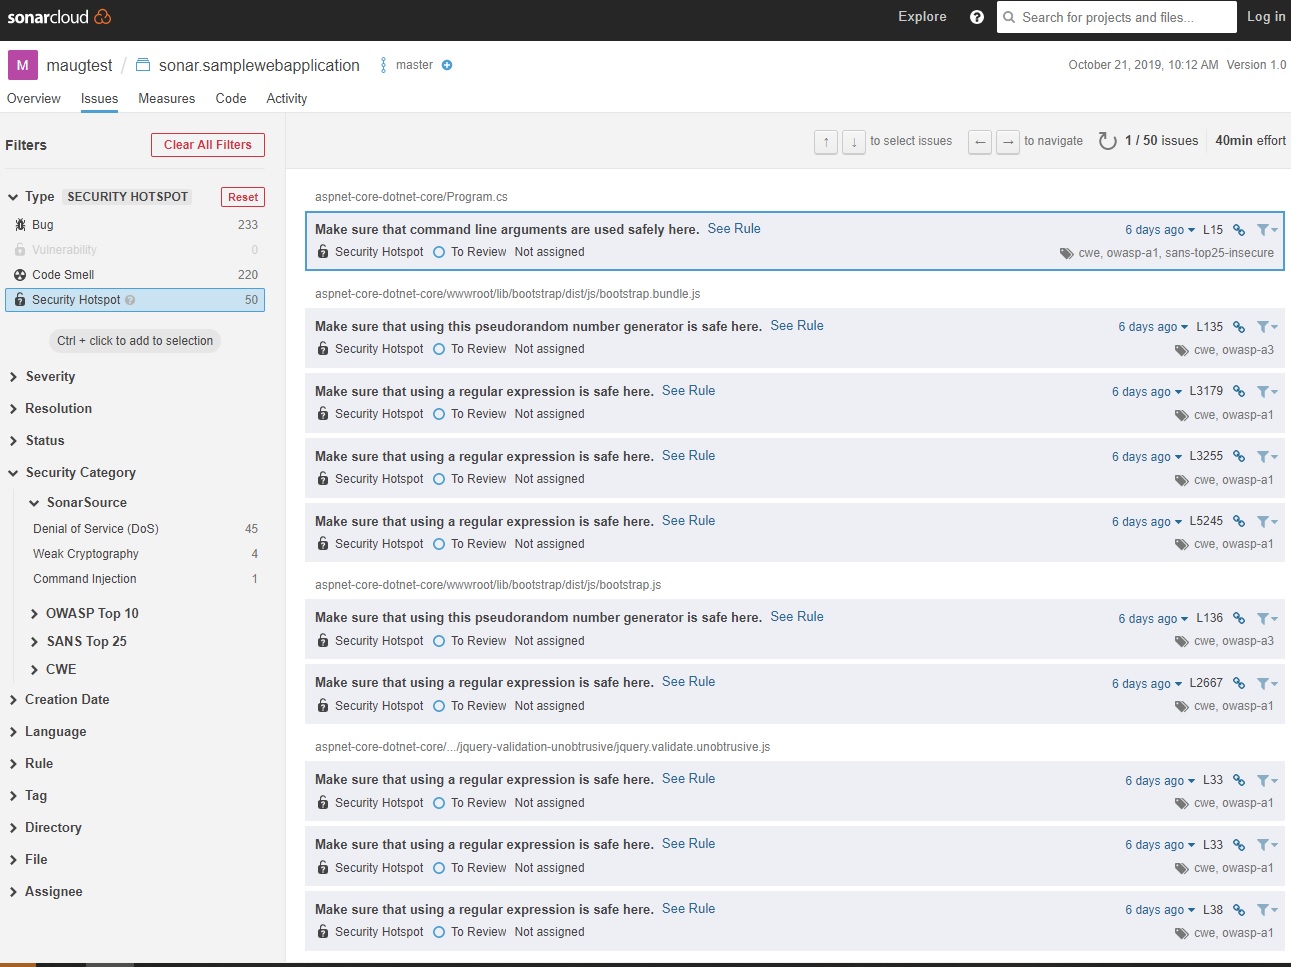 sonarcloud
Explore ? Search for projects and files... Log in
M maugtest / sonar.samplewebapplication master October 21, 2019, 10:12 AM Version 1.0
Overview Issues Measures Code Activity
Filters Clear All Filters
↑ ↓ to select issues ← → to navigate 1 / 50 issues 40min effort
Type SECURITY HOTSPOT Reset
Bug 233
Vulnerability 0
Code Smell 220
Security Hotspot ? 50
Ctrl + click to add to selection
Severity
Resolution
Status
Security Category
SonarSource
Denial of Service (DoS) 45
Weak Cryptography 4
Command Injection 1
OWASP Top 10
SANS Top 25
CWE
Creation Date
Language
Rule
Tag
Directory
File
Assignee
aspnet-core-dotnet-core/Program.cs
Make sure that command line arguments are used safely here. See Rule 6 days ago L15
Security Hotspot To Review Not assigned cwe, owasp-a1, sans-top25-insecure
aspnet-core-dotnet-core/wwwroot/lib/bootstrap/dist/js/bootstrap.bundle.js
Make sure that using this pseudorandom number generator is safe here. See Rule 6 days ago L135
Security Hotspot To Review Not assigned cwe, owasp-a3
Make sure that using a regular expression is safe here. See Rule 6 days ago L3179
Security Hotspot To Review Not assigned cwe, owasp-a1
Make sure that using a regular expression is safe here. See Rule 6 days ago L3255
Security Hotspot To Review Not assigned cwe, owasp-a1
Make sure that using a regular expression is safe here. See Rule 6 days ago L5245
Security Hotspot To Review Not assigned cwe, owasp-a1
aspnet-core-dotnet-core/wwwroot/lib/bootstrap/dist/js/bootstrap.js
Make sure that using this pseudorandom number generator is safe here. See Rule 6 days ago L136
Security Hotspot To Review Not assigned cwe, owasp-a3
Make sure that using a regular expression is safe here. See Rule 6 days ago L2667
Security Hotspot To Review Not assigned cwe, owasp-a1
aspnet-core-dotnet-core/.../jquery-validation-unobtrusive/jquery.validate.unobtrusive.js
Make sure that using a regular expression is safe here. See Rule 6 days ago L33
Security Hotspot To Review Not assigned cwe, owasp-a1
Make sure that using a regular expression is safe here. See Rule 6 days ago L33
Security Hotspot To Review Not assigned cwe, owasp-a1
Make sure that using a regular expression is safe here. See Rule 6 days ago L38
Security Hotspot To Review Not assigned cwe, owasp-a1